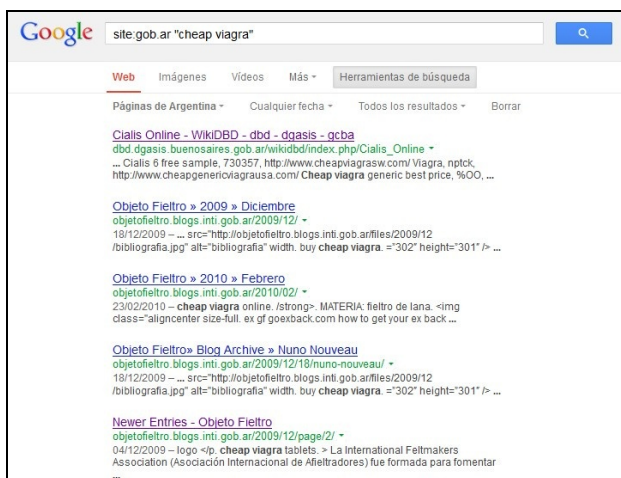 Google site:gob.ar "cheap viagra"
Web Imágenes Vídeos Más Herramientas de búsqueda
Páginas de Argentina Cualquier fecha Todos los resultados Borrar
Cialis Online - WikiDBD - dbd - dgasis - gcba
dbd.dgasis.buenosaires.gob.ar/wikidbd/index.php/Cialis_Online
... Cialis 6 free sample, 730357, http://www.cheapviagrasw.com/ Viagra, nptck,
http://www.cheapgenericviagrausa.com/ Cheap viagra generic best price, %OO, ...
Objeto Fieltro » 2009 » Diciembre
objetofieltro.blogs.inti.gob.ar/2009/12/
18/12/2009 – ... src="http://objetofieltro.blogs.inti.gob.ar/files/2009/12
/bibliografia.jpg" alt="bibliografia" width. buy cheap viagra. ="302" height="301" /> ...
Objeto Fieltro » 2010 » Febrero
objetofieltro.blogs.inti.gob.ar/2010/02/
23/02/2010 – cheap viagra online. /strong>. MATERIA: fieltro de lana. <img
class="aligncenter size-full. ex gf goexback.com how to get your ex back ...
Objeto Fieltro» Blog Archive » Nuno Nouveau
objetofieltro.blogs.inti.gob.ar/2009/12/18/nuno-nouveau/
18/12/2009 – ... src="http://objetofieltro.blogs.inti.gob.ar/files/2009/12
/bibliografia.jpg" alt="bibliografia" width. buy cheap viagra. ="302" height="301" /> ...
Newer Entries - Objeto Fieltro
objetofieltro.blogs.inti.gob.ar/2009/12/page/2/
04/12/2009 – logo </p. cheap viagra tablets. > La International Feltmakers
Association (Asociación Internacional de Afieltradores) fue formada para fomentar
...